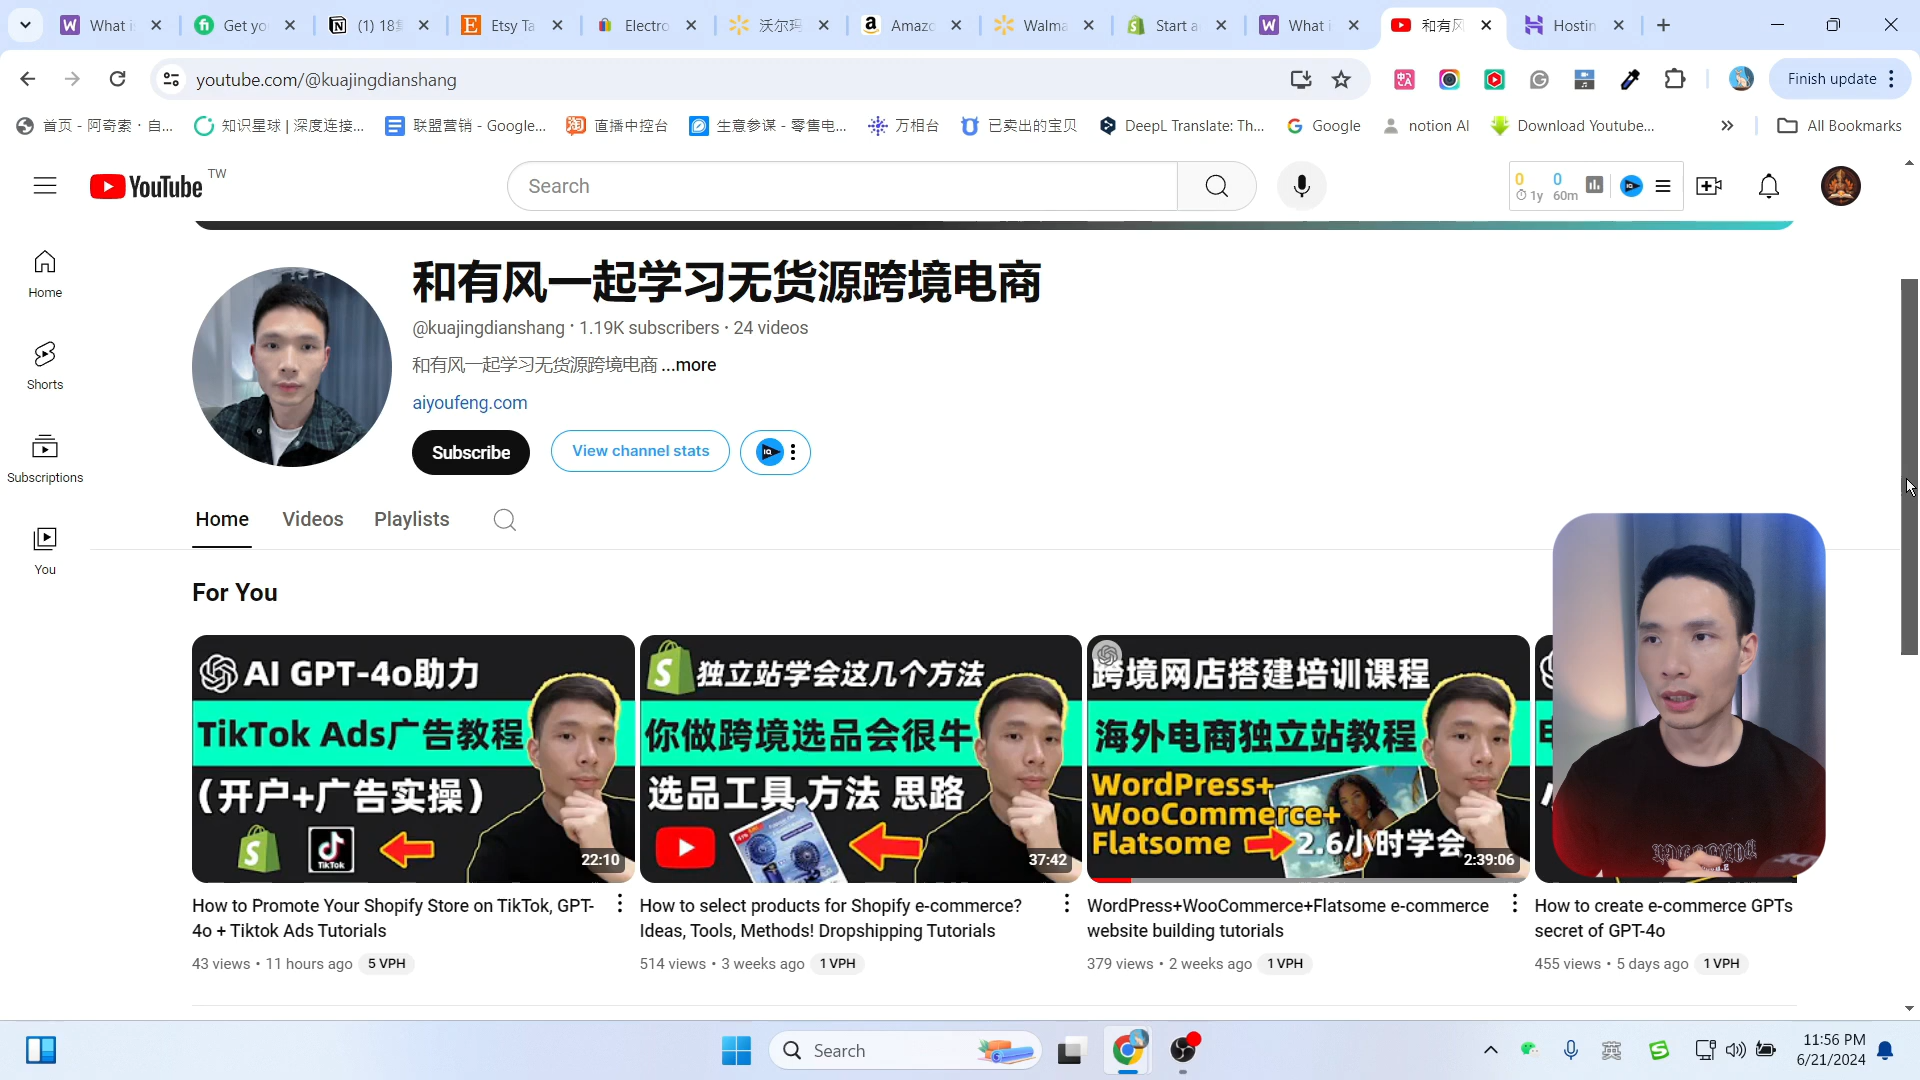 What i
Get yo
(1) 18集
Etsy Ta
Electro
沃尔玛
Amazo
Walma
Start a
What i
和有风
Hostin
youtube.com/@kuajingdianshang
Finish update
首页 - 阿奇索 · 自...
知识星球 | 深度连接...
联盟营销 - Google...
直播中控台
生意参谋 - 零售电...
万相台
已卖出的宝贝
DeepL Translate: Th...
Google
notion AI
Download Youtube...
All Bookmarks
YouTube TW
Search
0 0
1y 60m
Home
Shorts
Subscriptions
You
和有风一起学习无货源跨境电商
@kuajingdianshang · 1.19K subscribers · 24 videos
和有风一起学习无货源跨境电商 ...more
aiyoufeng.com
Subscribe
View channel stats
IQ
Home
Videos
Playlists
For You
AI GPT-4o助力
TikTok Ads广告教程
(开户+广告实操)
TikTok
22:10
独立站学会这几个方法
你做跨境选品会很牛
选品工具 方法 思路
37:42
跨境网店搭建培训课程
海外电商独立站教程
WordPress+
WooCommerce+
Flatsome
2.6小时学会
2:39:06
How to Promote Your Shopify Store on TikTok, GPT-
4o + Tiktok Ads Tutorials
43 views · 11 hours ago 5 VPH
How to select products for Shopify e-commerce?
Ideas, Tools, Methods! Dropshipping Tutorials
514 views · 3 weeks ago 1 VPH
WordPress+WooCommerce+Flatsome e-commerce
website building tutorials
379 views · 2 weeks ago 1 VPH
How to create e-commerce GPTs
secret of GPT-4o
455 views · 5 days ago 1 VPH
Search
英
11:56 PM
6/21/2024